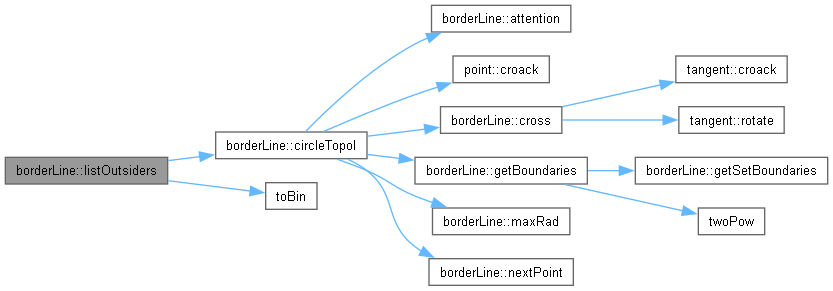 borderLine::attention
point::croack
tangent::croack
borderLine::cross
tangent::rotate
borderLine::circleTopol
borderLine::listOutsiders
borderLine::getBoundaries
borderLine::getSetBoundaries
toBin
borderLine::maxRad
twoPow
borderLine::nextPoint